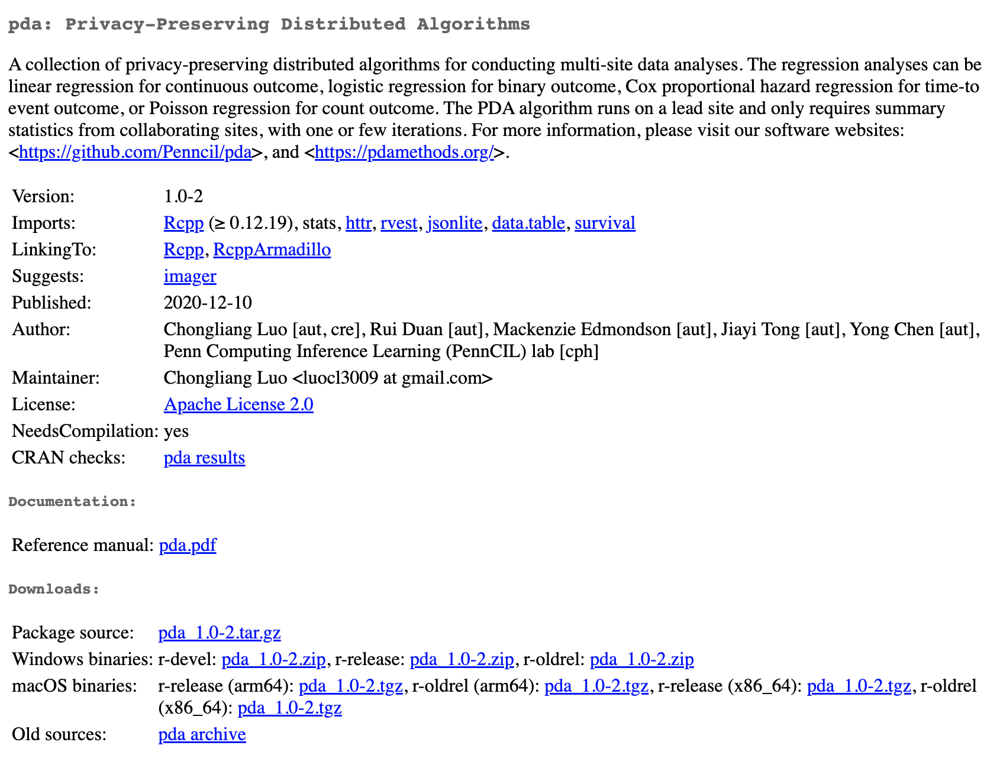 pda: Privacy-Preserving Distributed Algorithms
A collection of privacy-preserving distributed algorithms for conducting multi-site data analyses. The regression analyses can be
linear regression for continuous outcome, logistic regression for binary outcome, Cox proportional hazard regression for time-to
event outcome, or Poisson regression for count outcome. The PDA algorithm runs on a lead site and only requires summary
statistics from collaborating sites, with one or few iterations. For more information, please visit our software websites:
<https://github.com/Penncil/pda>, and <https://pdamethods.org/>.
Version: 1.0-2
Imports: Rcpp (≥ 0.12.19), stats, httr, rvest, jsonlite, data.table, survival
LinkingTo: Rcpp, RcppArmadillo
Suggests: imager
Published: 2020-12-10
Author: Chongliang Luo [aut, cre], Rui Duan [aut], Mackenzie Edmondson [aut], Jiayi Tong [aut], Yong Chen [aut],
Penn Computing Inference Learning (PennCIL) lab [cph]
Maintainer: Chongliang Luo <luocl3009 at gmail.com>
License: Apache License 2.0
NeedsCompilation: yes
CRAN checks: pda results
Documentation:
Reference manual: pda.pdf
Downloads:
Package source: pda_1.0-2.tar.gz
Windows binaries: r-devel: pda_1.0-2.zip, r-release: pda_1.0-2.zip, r-oldrel: pda_1.0-2.zip
macOS binaries: r-release (arm64): pda_1.0-2.tgz, r-oldrel (arm64): pda_1.0-2.tgz, r-release (x86_64): pda_1.0-2.tgz, r-oldrel
(x86_64): pda_1.0-2.tgz
Old sources: pda archive